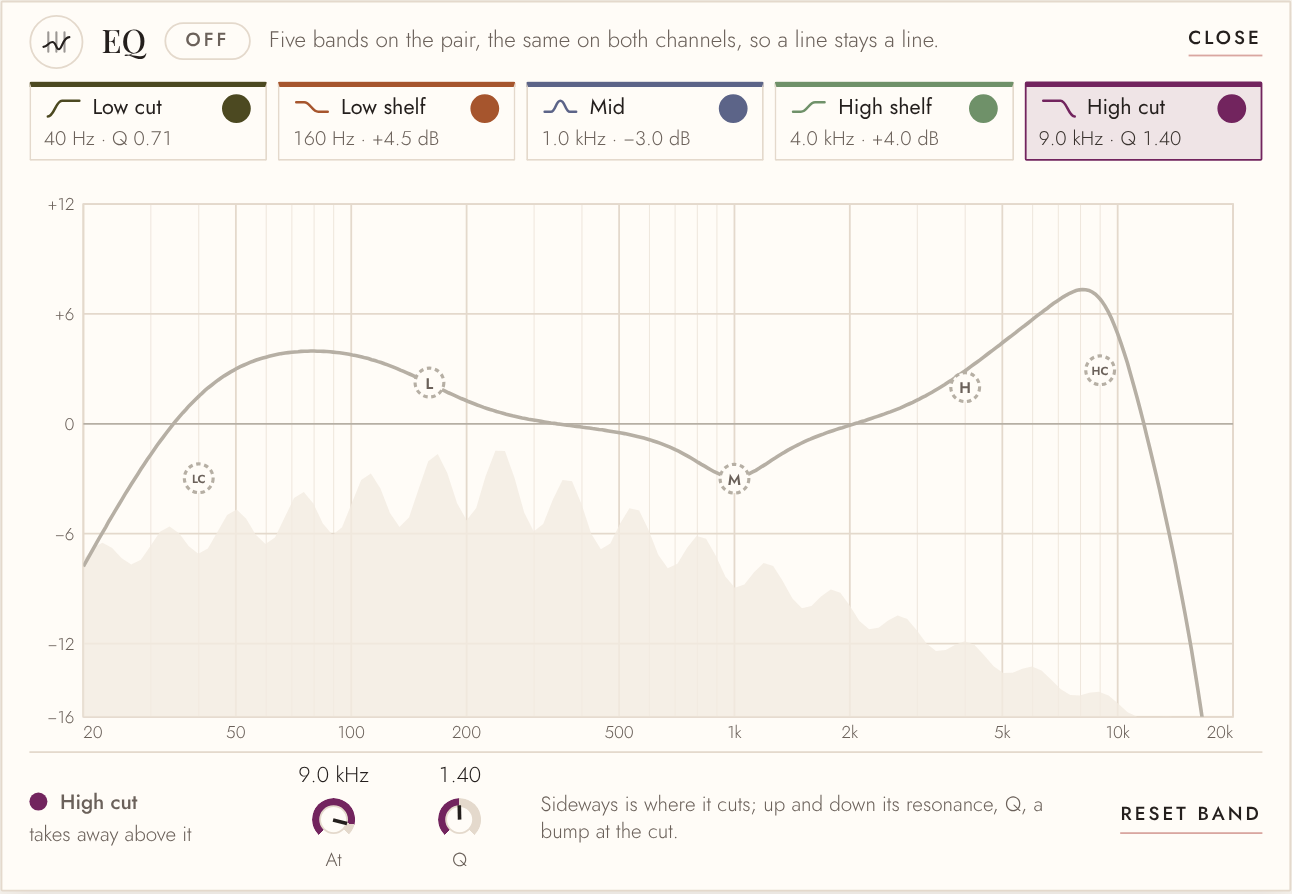 EQ OFF Five bands on the pair, the same on both channels, so a line stays a line. CLOSE
Low cut
40 Hz · Q 0.71
Low shelf
160 Hz · +4.5 dB
Mid
1.0 kHz · −3.0 dB
High shelf
4.0 kHz · +4.0 dB
High cut
9.0 kHz · Q 1.40
+12
+6
0
−6
−12
−16
LC
L
M
H
HC
20 50 100 200 500 1k 2k 5k 10k 20k
High cut
takes away above it
9.0 kHz
At
1.40
Q
Sideways is where it cuts; up and down its resonance, Q, a
bump at the cut.
RESET BAND